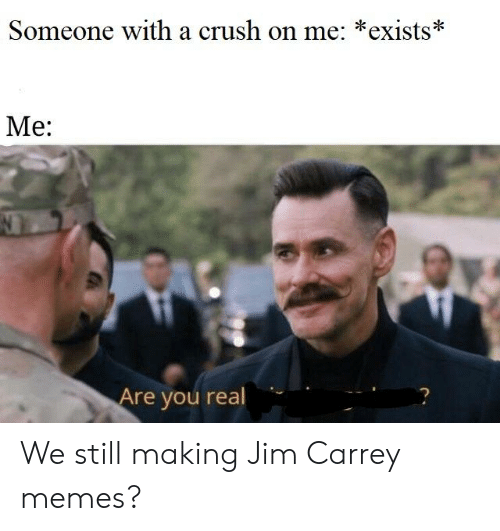 Someone with a crush on me: *exists*
Me:
Are you real ?
We still making Jim Carrey
memes?